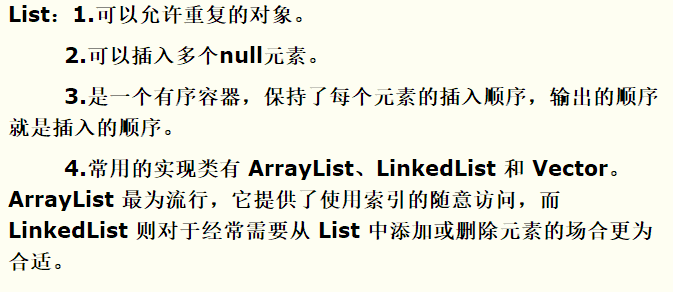 List：1.可以允许重复的对象。
2.可以插入多个null元素。
3.是一个有序容器，保持了每个元素的插入顺序，输出的顺序
就是插入的顺序。
4.常用的实现类有 ArrayList、LinkedList 和 Vector。
ArrayList 最为流行，它提供了使用索引的随意访问，而
LinkedList 则对于经常需要从 List 中添加或删除元素的场合更为
合适。